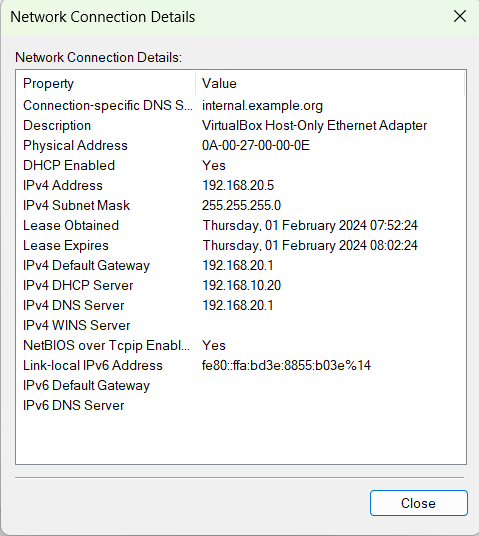 Network Connection Details
Network Connection Details:
Property Value
Connection-specific DNS S... internal.example.org
Description VirtualBox Host-Only Ethernet Adapter
Physical Address 0A-00-27-00-00-0E
DHCP Enabled Yes
IPv4 Address 192.168.20.5
IPv4 Subnet Mask 255.255.255.0
Lease Obtained Thursday, 01 February 2024 07:52:24
Lease Expires Thursday, 01 February 2024 08:02:24
IPv4 Default Gateway 192.168.20.1
IPv4 DHCP Server 192.168.10.20
IPv4 DNS Server 192.168.20.1
IPv4 WINS Server
NetBIOS over Tcpip Enabl... Yes
Link-local IPv6 Address fe80::ffa:bd3e:8855:b03e%14
IPv6 Default Gateway
IPv6 DNS Server
Close